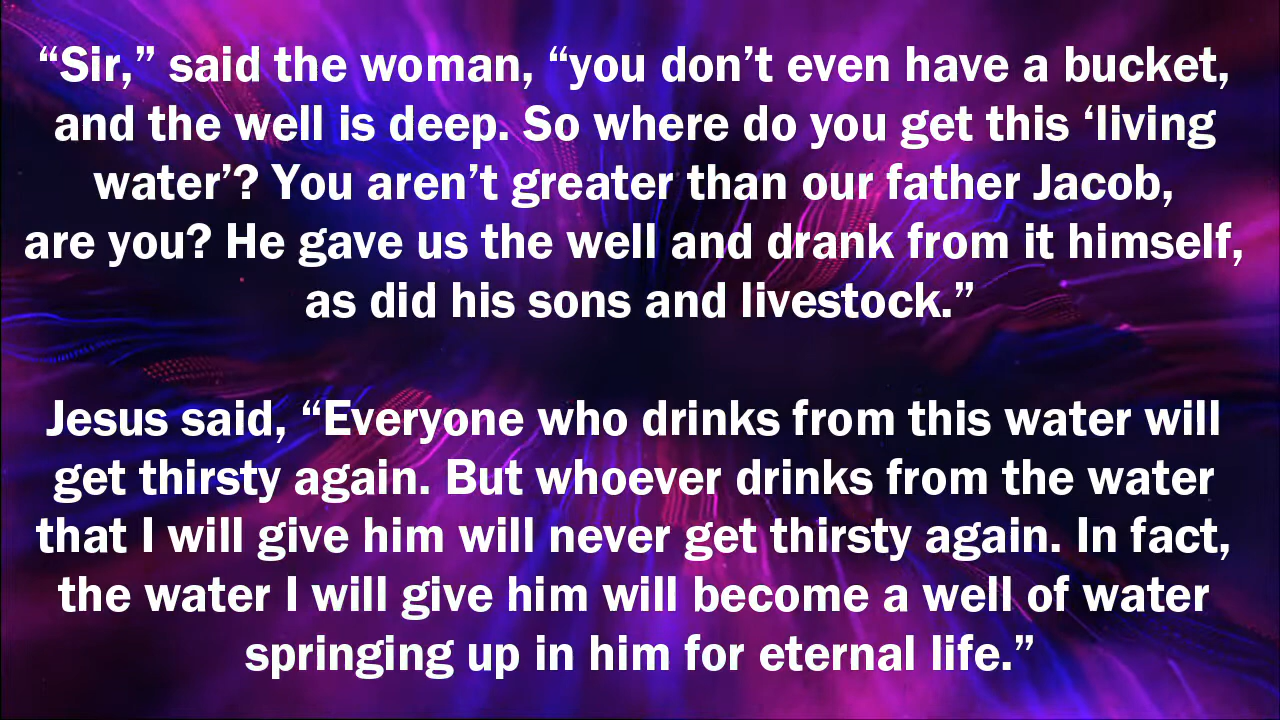 “Sir,” said the woman, “you don’t even have a bucket,
and the well is deep. So where do you get this ‘living
water’? You aren’t greater than our father Jacob,
are you? He gave us the well and drank from it himself,
as did his sons and livestock.”
Jesus said, “Everyone who drinks from this water will
get thirsty again. But whoever drinks from the water
that I will give him will never get thirsty again. In fact,
the water I will give him will become a well of water
springing up in him for eternal life.”